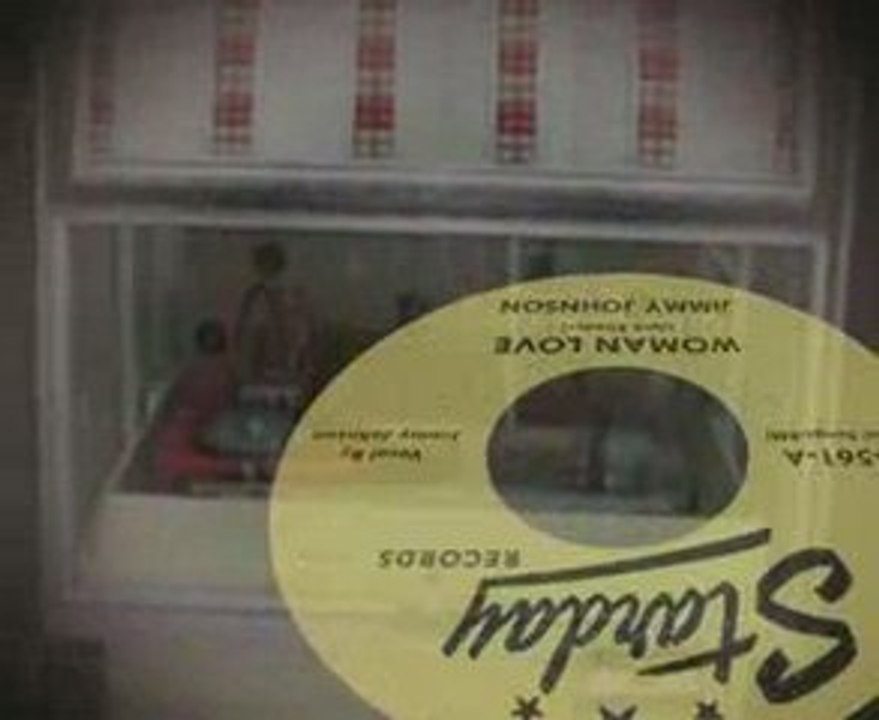 Starday
RECORDS
Vocal By
Jimmy Johnson
-561-A
WOMAN LOVE
JIMMY JOHNSON